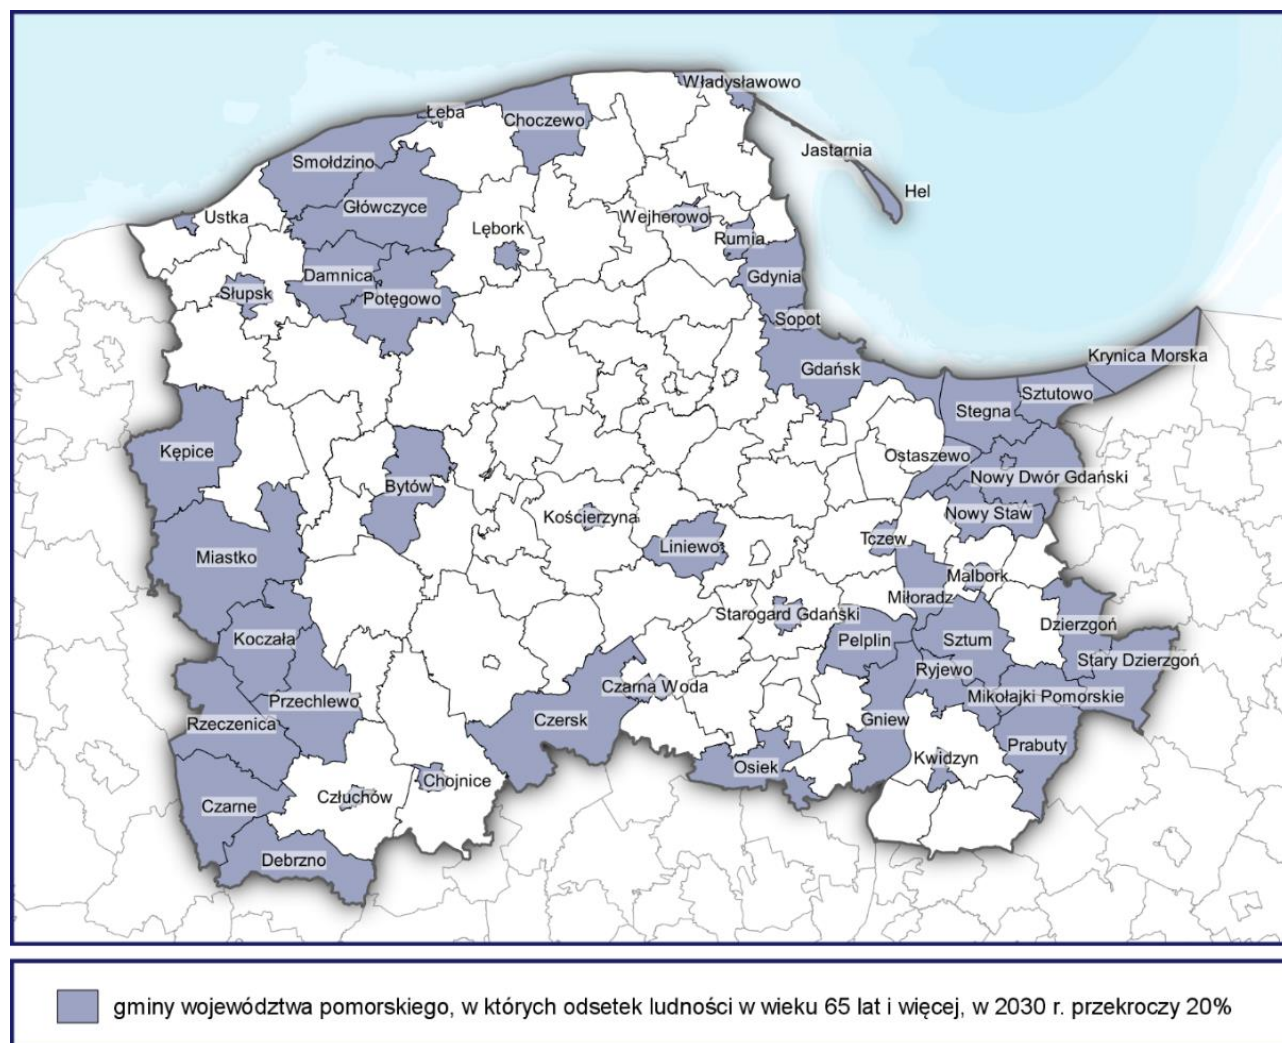 Władysławowo
Łeba
Choczewo
Jastarnia
Smołdzino
Hel
Główczyce
Ustka
Wejherowo
Lębork
Rumia
Damnica
Gdynia
Słupsk
Potęgowo
Sopot
Krynica Morska
Gdańsk
Sztutowo
Stegna
Kępice
Ostaszewo
Nowy Dwór Gdański
Bytów
Nowy Staw
Kościerzyna
Tczew
Liniewo
Miastko
Malbork
Miłoradz
Starogard Gdański
Dzierzgoń
Koczała
Pelplin
Sztum
Stary Dzierzgoń
Ryjewo
Czarna Woda
Mikołajki Pomorskie
Przechlewo
Czersk
Gniew
Rzeczenica
Prabuty
Kwidzyn
Osiek
Chojnice
Człuchów
Czarne
Debrzno
gminy województwa pomorskiego, w których odsetek ludności w wieku 65 lat i więcej, w 2030 r. przekroczy 20%